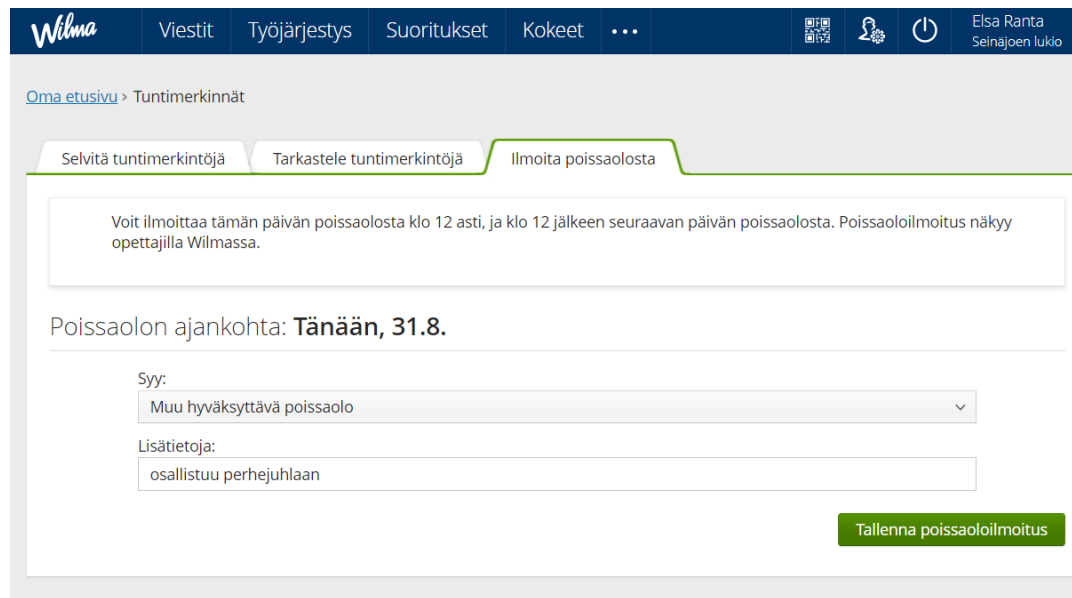 Wilma Viestit Työjärjestys Suoritukset Kokeet ••• Elsa Ranta
Seinäjoen lukio
Oma etusivu › Tuntimerkinnät
Selvitä tuntimerkintöjä Tarkastele tuntimerkintöjä Ilmoita poissaolosta
Voit ilmoittaa tämän päivän poissaolosta klo 12 asti, ja klo 12 jälkeen seuraavan päivän poissaolosta. Poissaoloilmoitus näkyy
opettajilla Wilmassa.
Poissaolon ajankohta: Tänään, 31.8.
Syy:
Muu hyväksyttävä poissaolo
Lisätietoja:
osallistuu perhejuhlaan
Tallenna poissaoloilmoitus